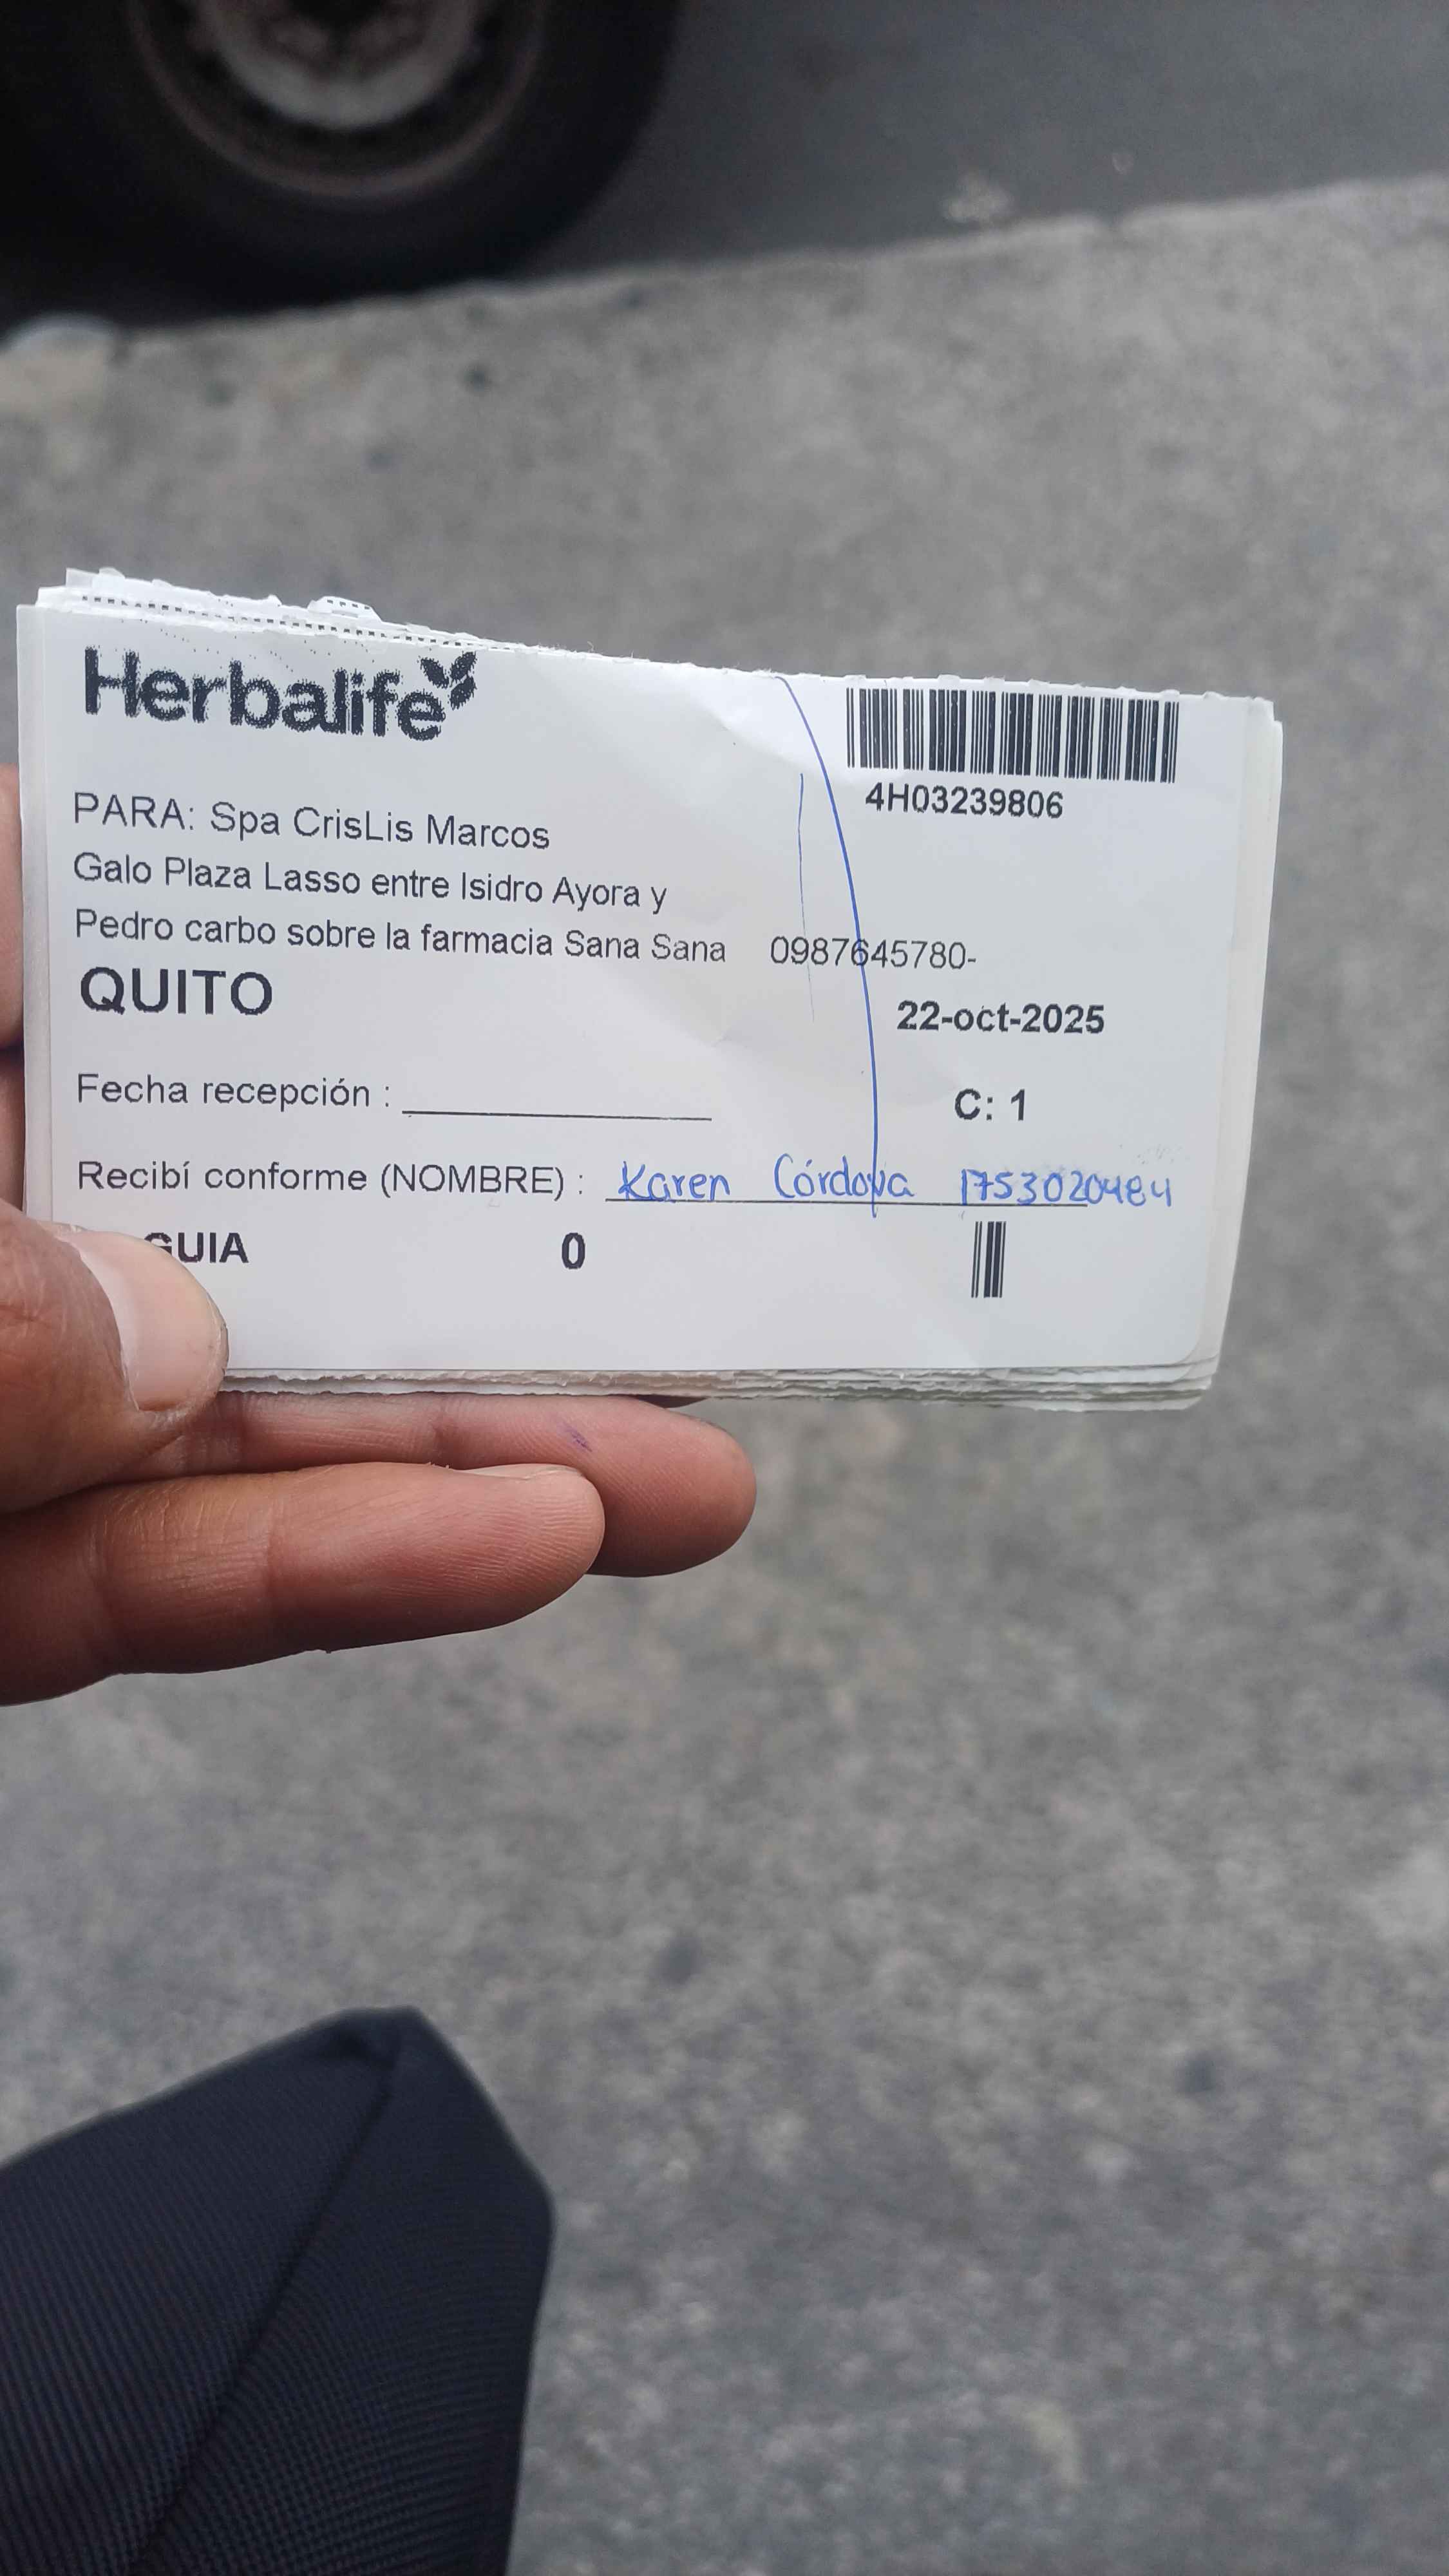 Herbalife
4H03239806
PARA: Spa CrisLis Marcos
Galo Plaza Lasso entre Isidro Ayora y
Pedro carbo sobre la farmacia Sana Sana 0987645780-
QUITO
22-oct-2025
Fecha recepción :
C: 1
Recibí conforme (NOMBRE) : Karen Córdova 1753020484
GUIA 0